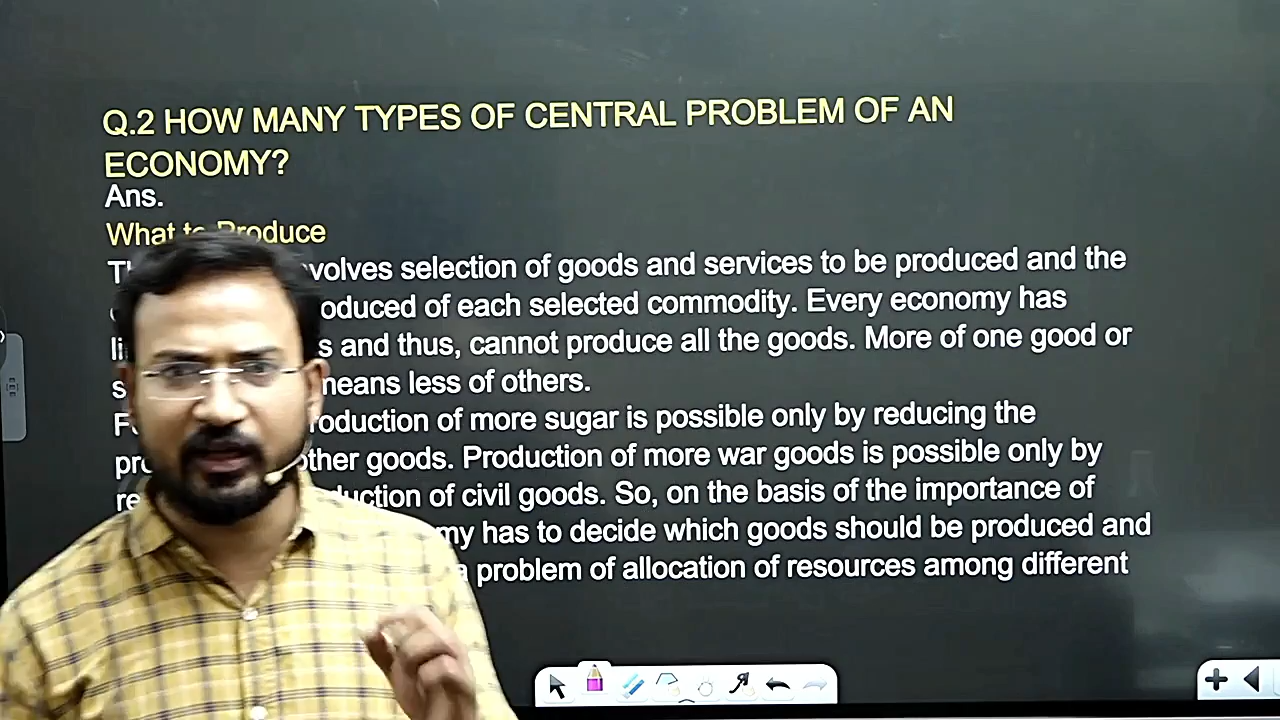 Q.2 HOW MANY TYPES OF CENTRAL PROBLEM OF AN
ECONOMY?
Ans.
What to Produce
volves selection of goods and services to be produced and the
oduced of each selected commodity. Every economy has
s and thus, cannot produce all the goods. More of one good or
means less of others.
roduction of more sugar is possible only by reducing the
other goods. Production of more war goods is possible only by
duction of civil goods. So, on the basis of the importance of
my has to decide which goods should be produced and
a problem of allocation of resources among different